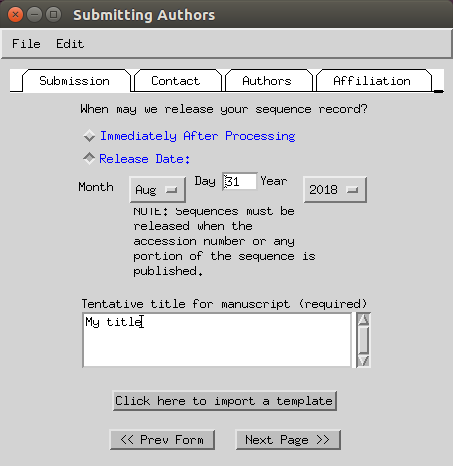 Submitting Authors
File Edit
Submission Contact Authors Affiliation
When may we release your sequence record?
Immediately After Processing
Release Date:
Month Aug Day 31 Year 2018
NOTE: Sequences must be
released when the
accession number or any
portion of the sequence is
published.
Tentative title for manuscript (required)
My title
Click here to import a template
<< Prev Form Next Page >>